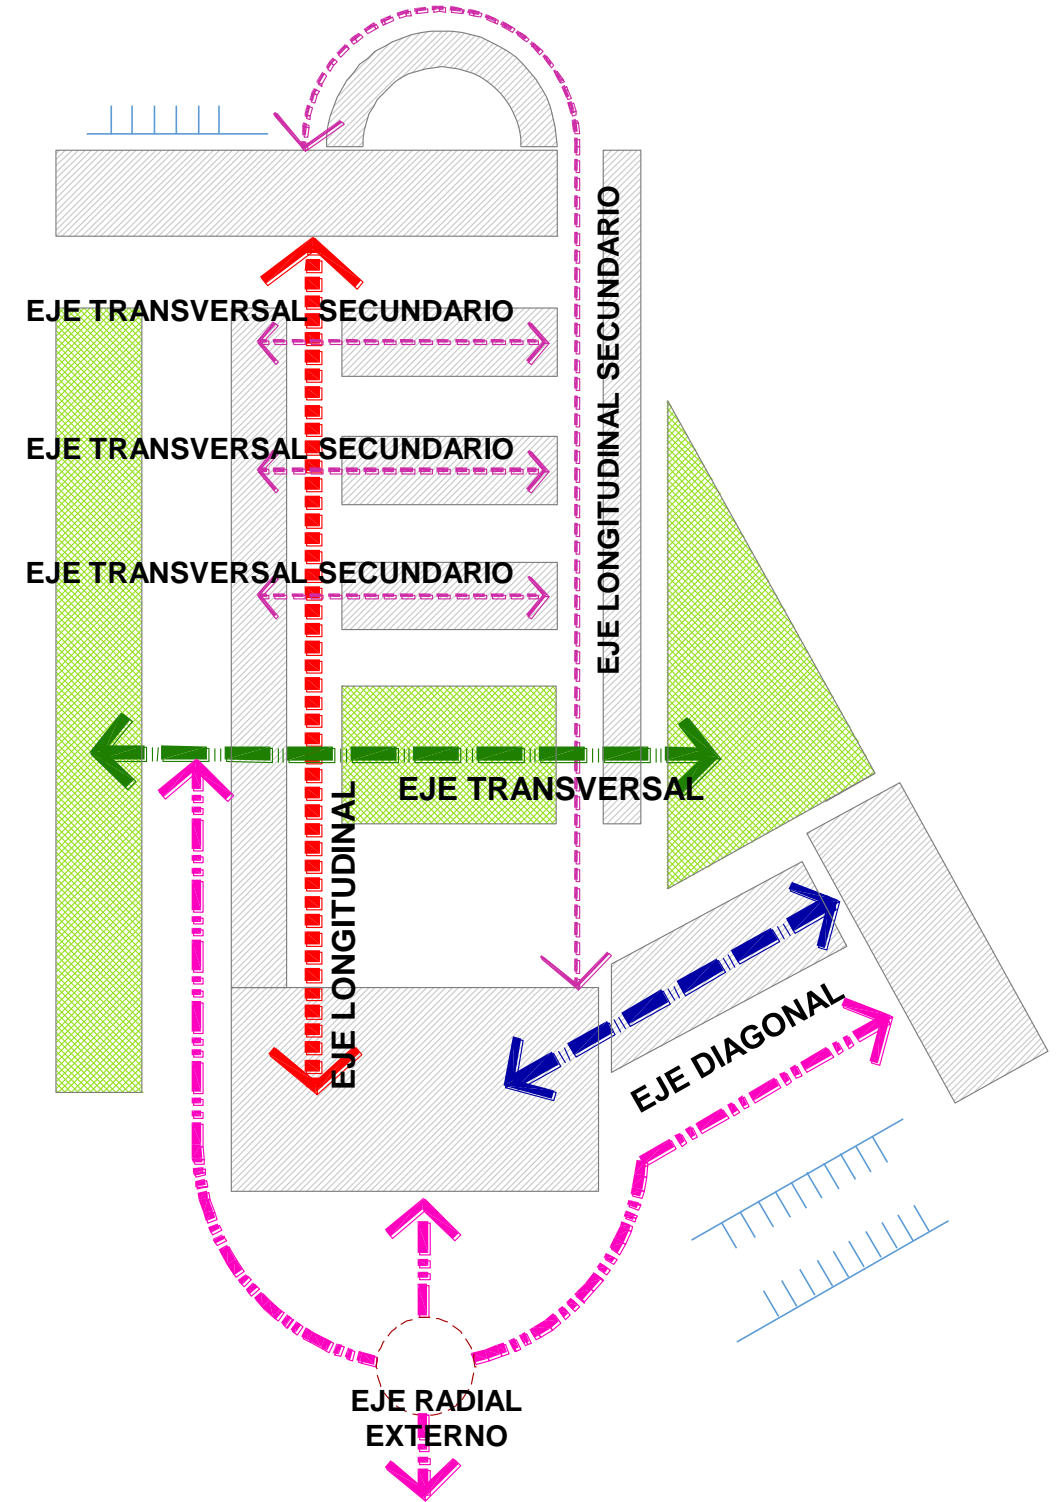 EJE LONGITUDINAL SECUNDARIO
EJE TRANSVERSAL SECUNDARIO
EJE TRANSVERSAL SECUNDARIO
EJE TRANSVERSAL SECUNDARIO
EJE TRANSVERSAL
EJE LONGITUDINAL
EJE DIAGONAL
EJE RADIAL
EXTERNO